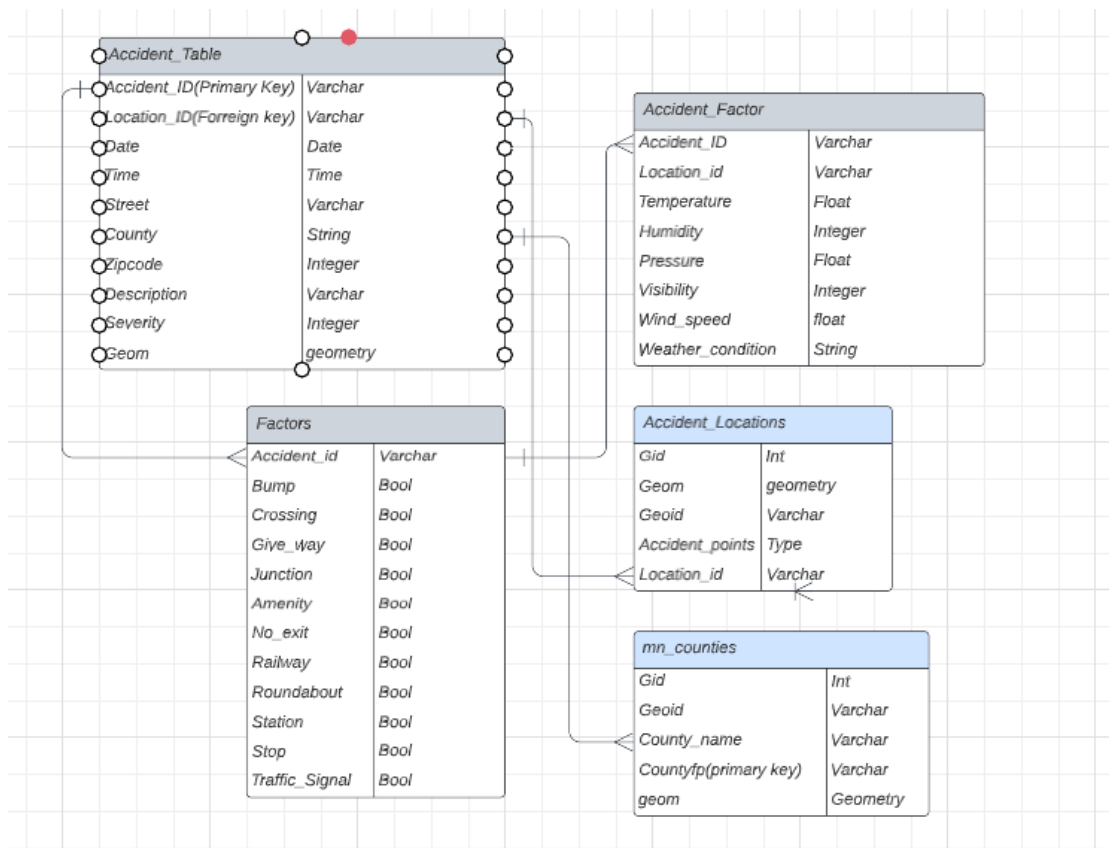 Accident_Table
Accident_ID(Primary Key) Varchar
Location_ID(Forreign key) Varchar
Date Date
Time Time
Street Varchar
County String
Zipcode Integer
Description Varchar
Severity Integer
Geom geometry
Accident_Factor
Accident_ID Varchar
Location_id Varchar
Temperature Float
Humidity Integer
Pressure Float
Visibility Integer
Wind_speed float
Weather_condition String
Factors
Accident_id Varchar
Bump Bool
Crossing Bool
Give_way Bool
Junction Bool
Amenity Bool
No_exit Bool
Railway Bool
Roundabout Bool
Station Bool
Stop Bool
Traffic_Signal Bool
Accident_Locations
Gid Int
Geom geometry
Geoid Varchar
Accident_points Type
Location_id Varchar
mn_counties
Gid Int
Geoid Varchar
County_name Varchar
Countyfp(primary key) Varchar
geom Geometry